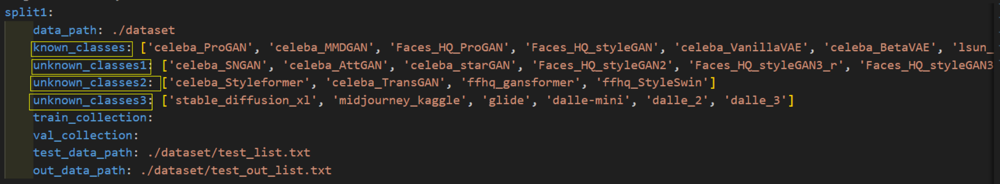 split1:
data_path: ./dataset
known_classes: ['celeba_ProGAN', 'celeba_MMDGAN', 'Faces_HQ_ProGAN', 'Faces_HQ_styleGAN', 'celeba_VanillaVAE', 'celeba_BetaVAE', 'lsun_
unknown_classes1: ['celeba_SNGAN', 'celeba_AttGAN', 'celeba_starGAN', 'Faces_HQ_styleGAN2', 'Faces_HQ_styleGAN3_r', 'Faces_HQ_styleGAN3
unknown_classes2: ['celeba_Styleformer', 'celeba_TransGAN', 'ffhq_gansformer', 'ffhq_StyleSwin']
unknown_classes3: ['stable_diffusion_xl', 'midjourney_kaggle', 'glide', 'dalle-mini', 'dalle_2', 'dalle_3']
train_collection:
val_collection:
test_data_path: ./dataset/test_list.txt
out_data_path: ./dataset/test_out_list.txt